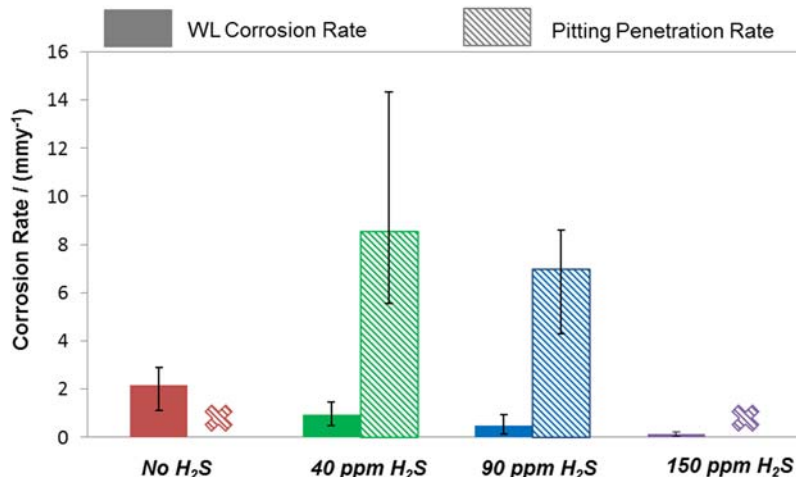 WL Corrosion Rate
Pitting Penetration Rate
Corrosion Rate / (mmy⁻¹)
16
14
12
10
8
6
4
2
0
No H₂S
40 ppm H₂S
90 ppm H₂S
150 ppm H₂S